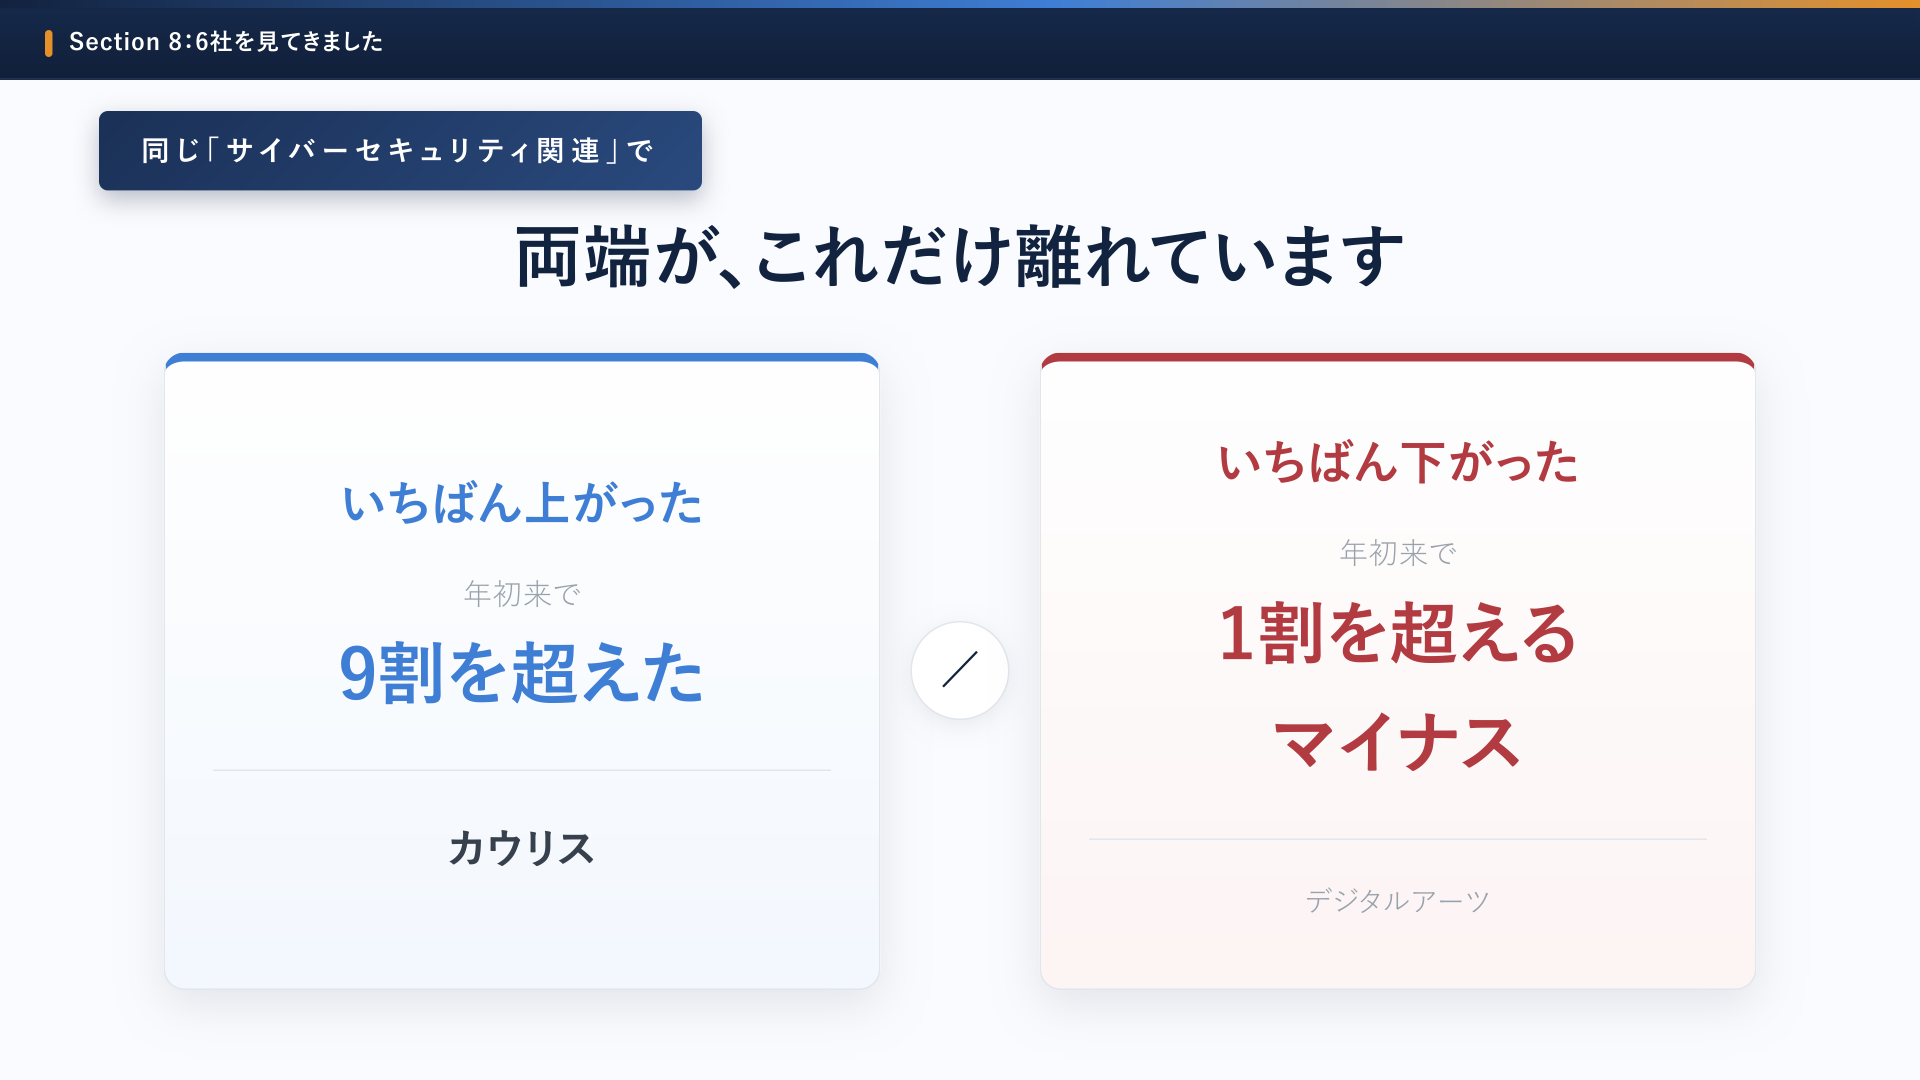 Section 8：6社を見てきました
同じ「サイバーセキュリティ関連」で
両端が、これだけ離れています
いちばん上がった
年初来で
9割を超えた
カウリス
／
いちばん下がった
年初来で
1割を超える
マイナス
デジタルアーツ